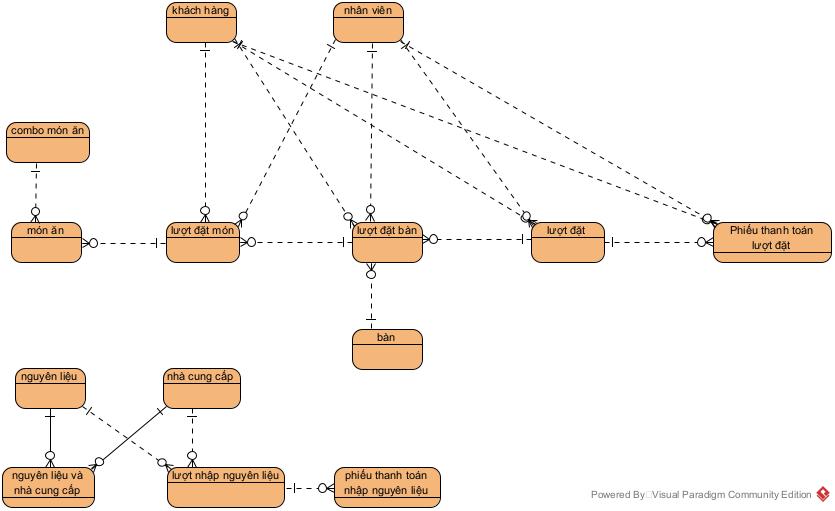 khách hàng
nhân viên
combo món ăn
món ăn
lượt đặt món
lượt đặt bàn
lượt đặt
Phiếu thanh toán
lượt đặt
bàn
nguyên liệu
nhà cung cấp
nguyên liệu và
nhà cung cấp
lượt nhập nguyên liệu
phiếu thanh toán
nhập nguyên liệu
Powered By Visual Paradigm Community Edition